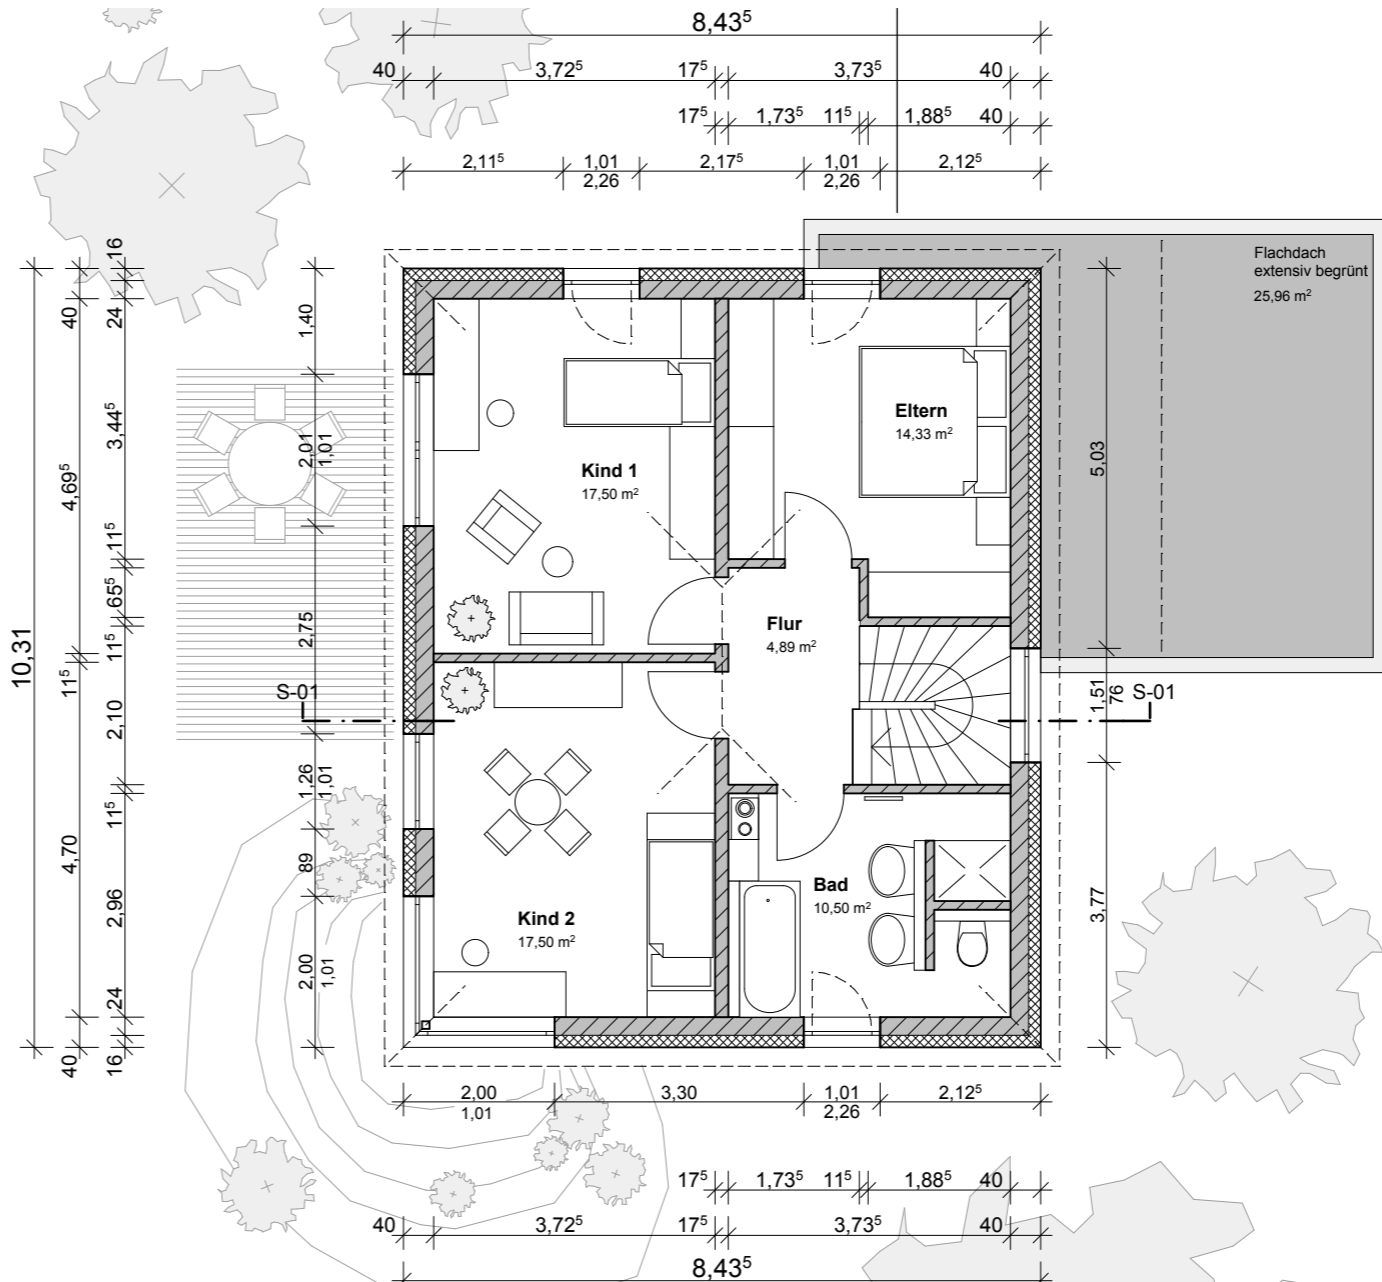 8,43⁵
40 3,72⁵ 17⁵ 3,73⁵ 40
17⁵ 1,73⁵ 11⁵ 1,88⁵ 40
2,11⁵ 1,01 2,17⁵ 1,01 2,12⁵
2,26 2,26
Flachdach
extensiv begrünt
25,96 m²
10,31
40 4,69⁵ 11⁵ 4,70 40
16 24 3,44⁵ 11⁵ 65⁵ 11⁵ 2,10 11⁵ 2,96 24 16
1,40 2,01 2,75 1,26 89 2,00
1,01 1,01 1,01
Kind 1
17,50 m²
Eltern
14,33 m²
Flur
4,89 m²
Kind 2
17,50 m²
Bad
10,50 m²
S-01
S-01
5,03 1,51 3,77
76
2,00 3,30 1,01 2,12⁵
1,01 2,26
17⁵ 1,73⁵ 11⁵ 1,88⁵ 40
40 3,72⁵ 17⁵ 3,73⁵ 40
8,43⁵